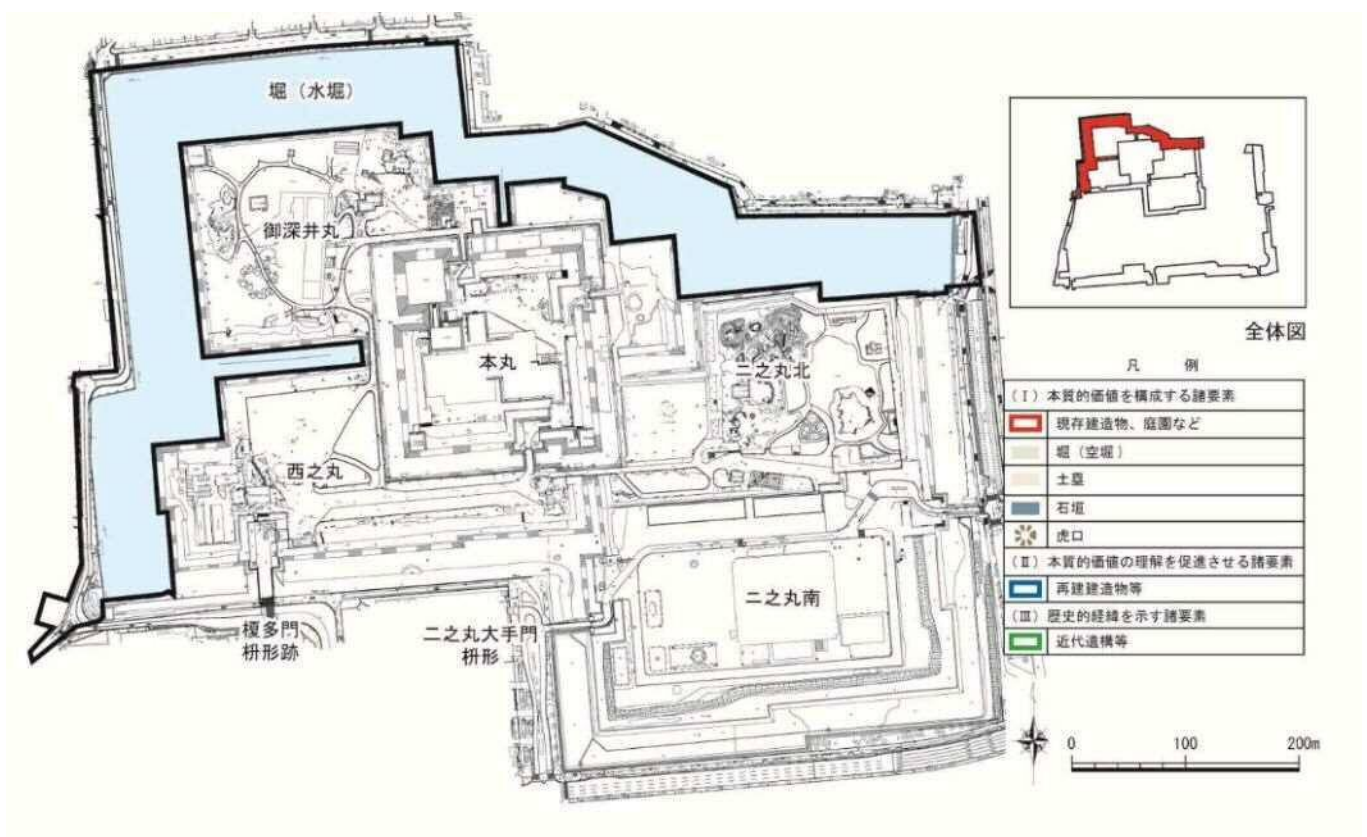 堀（水堀）
御深井丸
本丸
二之丸北
西之丸
榎多門
枡形跡
二之丸大手門
枡形
二之丸南
全体図
凡 例
（Ⅰ）本質的価値を構成する諸要素
現存建造物、庭園など
堀（空堀）
土塁
石垣
虎口
（Ⅱ）本質的価値の理解を促進させる諸要素
再建建造物等
（Ⅲ）歴史的経緯を示す諸要素
近代遺構等
0 100 200m